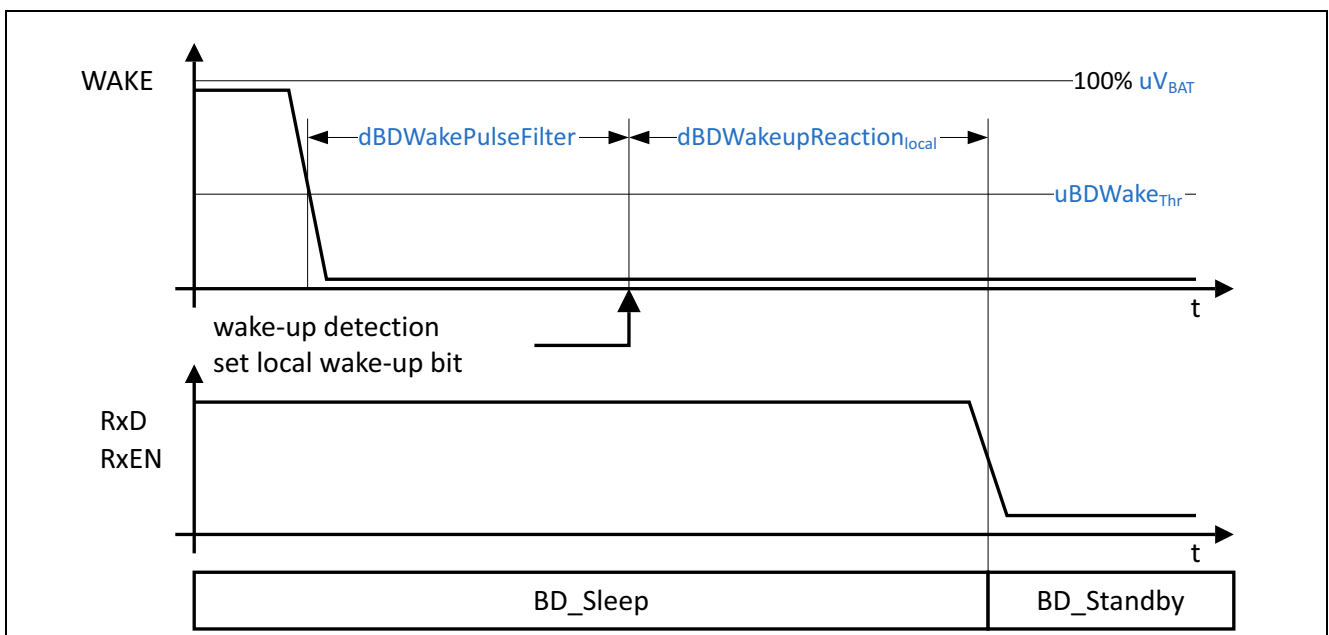 WAKE
100% uVBAT
dBDWakePulseFilter
dBDWakeupReactionlocal
uBDWakeThr
t
wake-up detection
set local wake-up bit
RxD
RxEN
t
BD_Sleep
BD_Standby